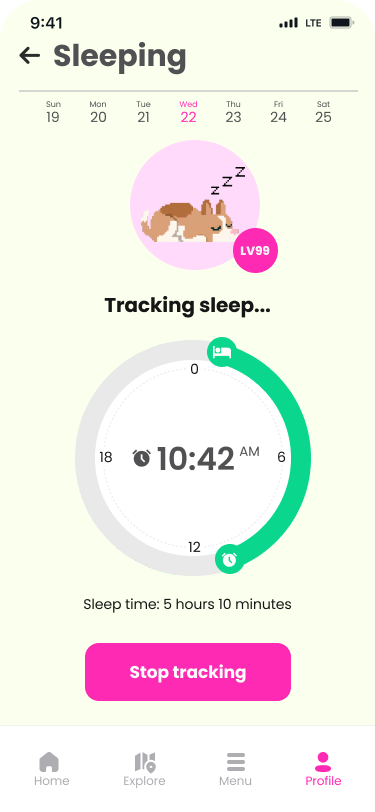 9:41 LTE
Sleeping
Sun Mon Tue Wed Thu Fri Sat
19 20 21 22 23 24 25
z z z
LV99
Tracking sleep...
0
18 10:42 AM 6
12
Sleep time: 5 hours 10 minutes
Stop tracking
Home Explore Menu Profile